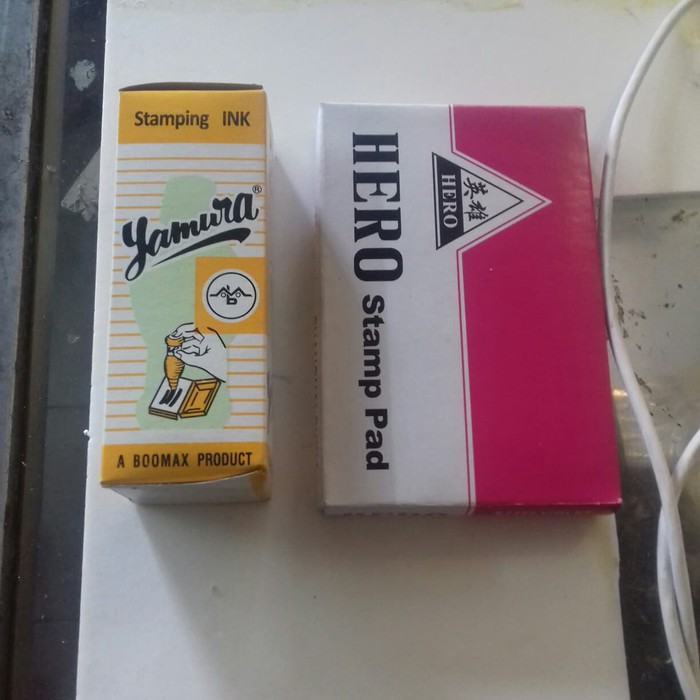 Stamping INK
Yamura®
A BOOMAX PRODUCT
HERO Stamp Pad
英雄
HERO